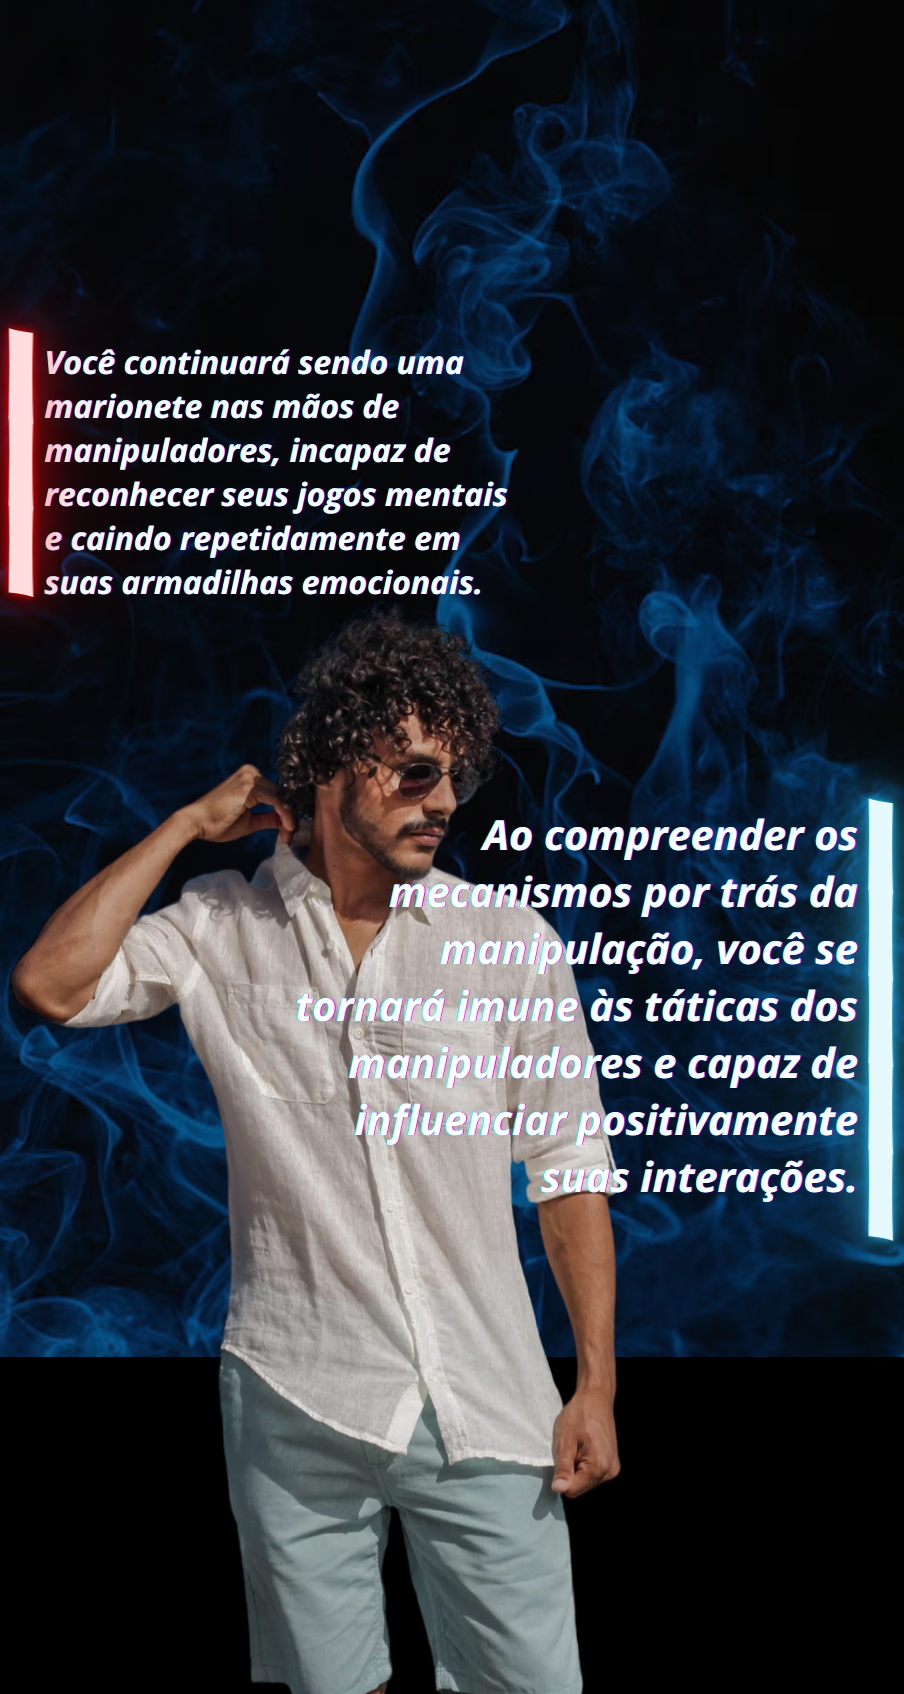 Você continuará sendo uma
marionete nas mãos de
manipuladores, incapaz de
reconhecer seus jogos mentais
e caindo repetidamente em
suas armadilhas emocionais.
Ao compreender os
mecanismos por trás da
manipulação, você se
tornará imune às táticas dos
manipuladores e capaz de
influenciar positivamente
suas interações.